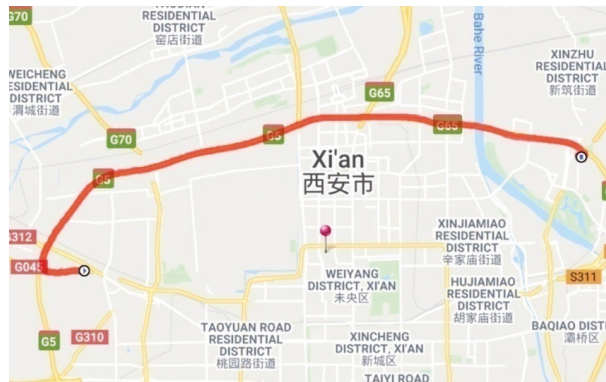 G70
YAODIAN
RESIDENTIAL
DISTRICT
窑店街道
Bahe River
XINZHU
RESIDENTIAL
DISTRICT
新筑街道
WEICHENG
RESIDENTIAL
DISTRICT
渭城街道
G65
G70
G5
G65
Xi'an
西安市
G5
S312
G045
XINJIAMIAO
RESIDENTIAL
DISTRICT
辛家庙街道
WEIYANG
DISTRICT, XI'AN
未央区
HUJIAMIAO
RESIDENTIAL
DISTRICT
胡家庙街道
S311
G5
G310
TAOYUAN ROAD
RESIDENTIAL
DISTRICT
桃园路街道
XINCHENG
DISTRICT, XI'AN
新城区
BAQIAO DISTRICT
灞桥区
TAIYI ROAD